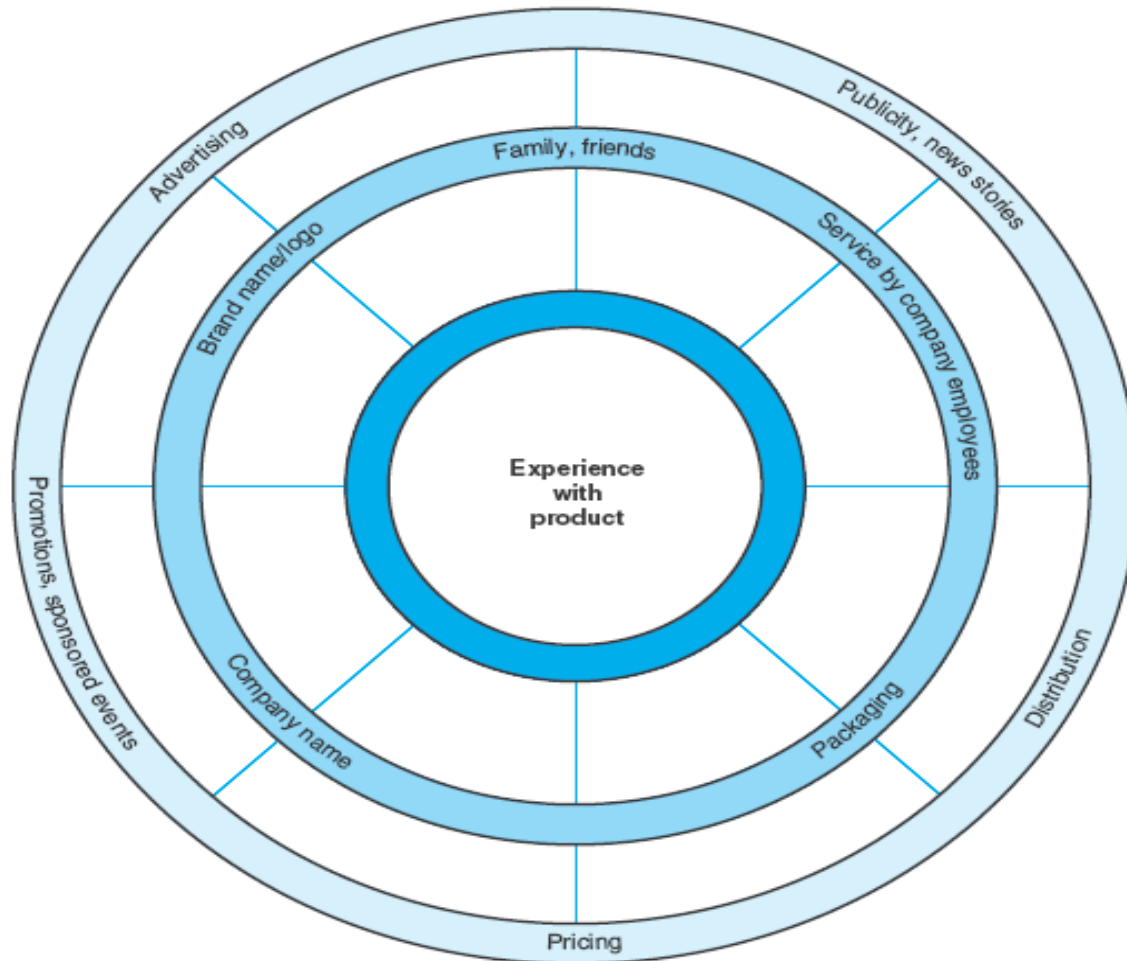 Advertising
Publicity, news stories
Family, friends
Brand name/logo
Service by company employees
Experience
with
product
Promotions, sponsored events
Company name
Packaging
Distribution
Pricing